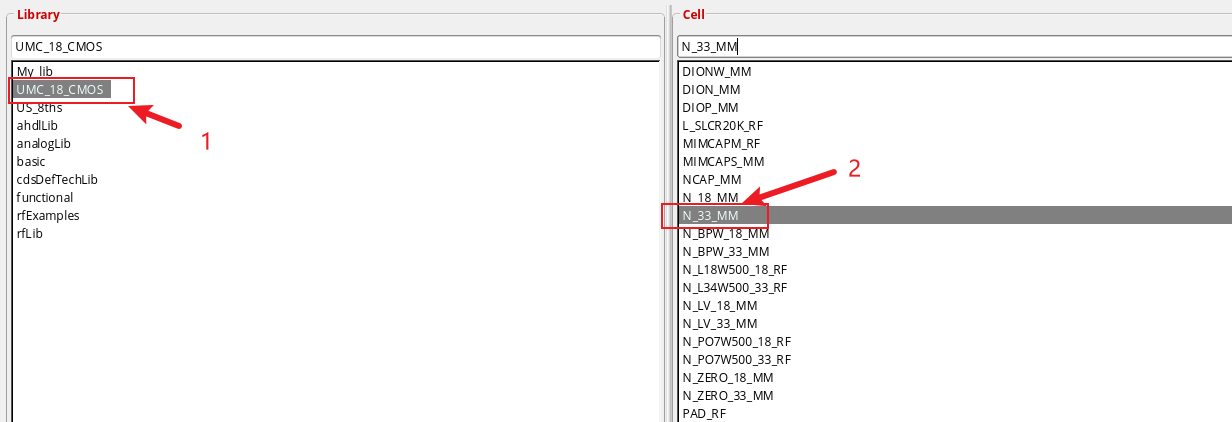 Library
UMC_18_CMOS
My_lib
UMC_18_CMOS
US_8ths
ahdlLib
analogLib
basic
cdsDefTechLib
functional
rfExamples
rfLib
1
Cell
N_33_MM
DIONW_MM
DION_MM
DIOP_MM
L_SLCR20K_RF
MIMCAPM_RF
MIMCAPS_MM
NCAP_MM
N_18_MM
N_33_MM
N_BPW_18_MM
N_BPW_33_MM
N_L18W500_18_RF
N_L34W500_33_RF
N_LV_18_MM
N_LV_33_MM
N_PO7W500_18_RF
N_PO7W500_33_RF
N_ZERO_18_MM
N_ZERO_33_MM
PAD_RF
2